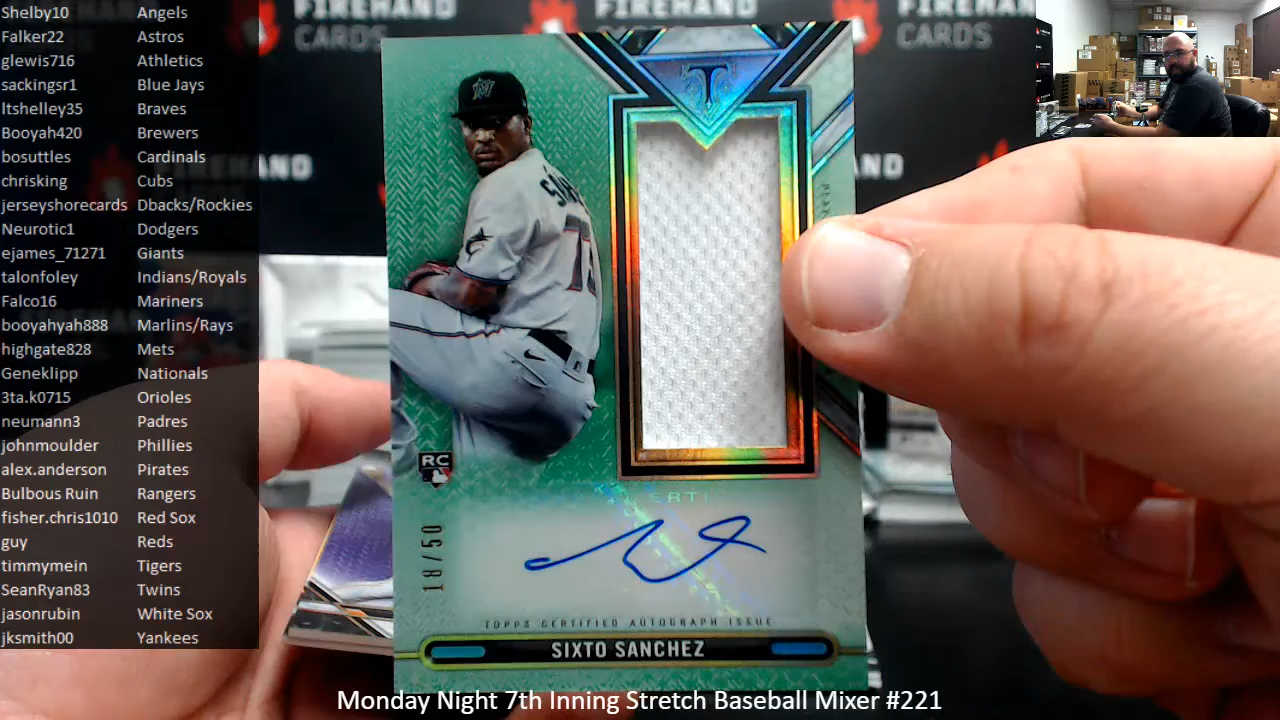 Shelby10 Angels
Falker22 Astros
glewis716 Athletics
sackingsr1 Blue Jays
ltshelley35 Braves
Booyah420 Brewers
bosuttles Cardinals
chrisking Cubs
jerseyshorecards Dbacks/Rockies
Neurotic1 Dodgers
ejames_71271 Giants
talonfoley Indians/Royals
Falco16 Mariners
booyahyah888 Marlins/Rays
highgate828 Mets
Geneklipp Nationals
3ta.k0715 Orioles
neumann3 Padres
johnmoulder Phillies
alex.anderson Pirates
Bulbous Ruin Rangers
fisher.chris1010 Red Sox
guy Reds
timmymein Tigers
SeanRyan83 Twins
jasonrubin White Sox
jksmith00 Yankees
FIREHAND
CARDS
FIREHAND
CARDS
T
RC
18/50
TOPPS CERTIFIED AUTOGRAPH ISSUE
SIXTO SANCHEZ
Monday Night 7th Inning Stretch Baseball Mixer #221